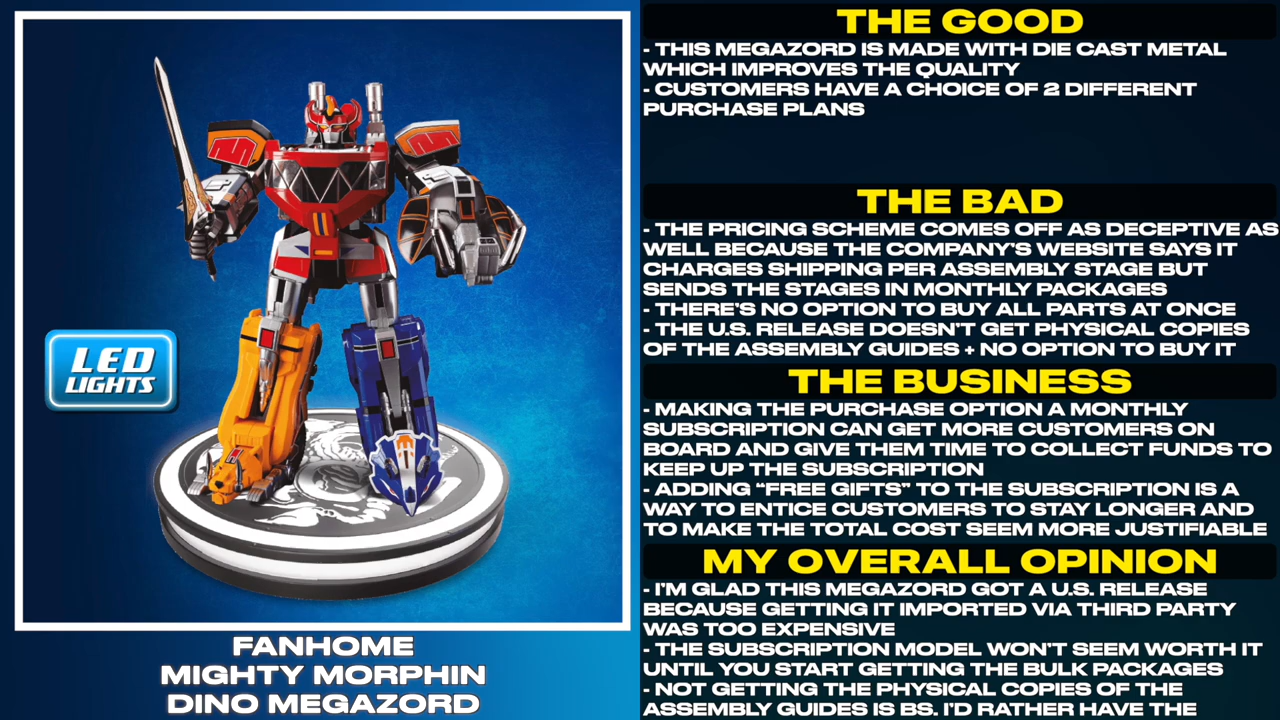 LED
LIGHTS
FANHOME
MIGHTY MORPHIN
DINO MEGAZORD
THE GOOD
- THIS MEGAZORD IS MADE WITH DIE CAST METAL
WHICH IMPROVES THE QUALITY
- CUSTOMERS HAVE A CHOICE OF 2 DIFFERENT
PURCHASE PLANS
THE BAD
- THE PRICING SCHEME COMES OFF AS DECEPTIVE AS
WELL BECAUSE THE COMPANY'S WEBSITE SAYS IT
CHARGES SHIPPING PER ASSEMBLY STAGE BUT
SENDS THE STAGES IN MONTHLY PACKAGES
- THERE'S NO OPTION TO BUY ALL PARTS AT ONCE
- THE U.S. RELEASE DOESN'T GET PHYSICAL COPIES
OF THE ASSEMBLY GUIDES + NO OPTION TO BUY IT
THE BUSINESS
- MAKING THE PURCHASE OPTION A MONTHLY
SUBSCRIPTION CAN GET MORE CUSTOMERS ON
BOARD AND GIVE THEM TIME TO COLLECT FUNDS TO
KEEP UP THE SUBSCRIPTION
- ADDING “FREE GIFTS” TO THE SUBSCRIPTION IS A
WAY TO ENTICE CUSTOMERS TO STAY LONGER AND
TO MAKE THE TOTAL COST SEEM MORE JUSTIFIABLE
MY OVERALL OPINION
- I'M GLAD THIS MEGAZORD GOT A U.S. RELEASE
BECAUSE GETTING IT IMPORTED VIA THIRD PARTY
WAS TOO EXPENSIVE
- THE SUBSCRIPTION MODEL WON'T SEEM WORTH IT
UNTIL YOU START GETTING THE BULK PACKAGES
- NOT GETTING THE PHYSICAL COPIES OF THE
ASSEMBLY GUIDES IS BS. I'D RATHER HAVE THE